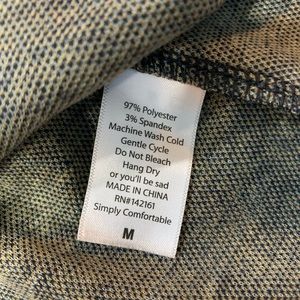 97% Polyester
3% Spandex
Machine Wash Cold
Gentle Cycle
Do Not Bleach
Hang Dry
or you'll be sad
MADE IN CHINA
RN#142161
Simply Comfortable
M